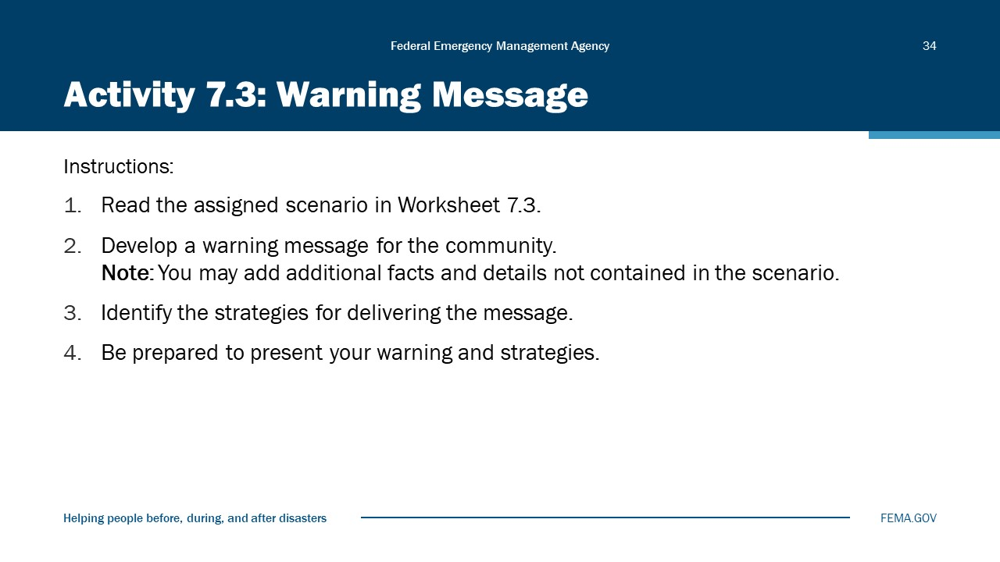 Federal Emergency Management Agency
34
Activity 7.3: Warning Message
Instructions:
1. Read the assigned scenario in Worksheet 7.3.
2. Develop a warning message for the community.
Note: You may add additional facts and details not contained in the scenario.
3. Identify the strategies for delivering the message.
4. Be prepared to present your warning and strategies.
Helping people before, during, and after disasters
FEMA.GOV